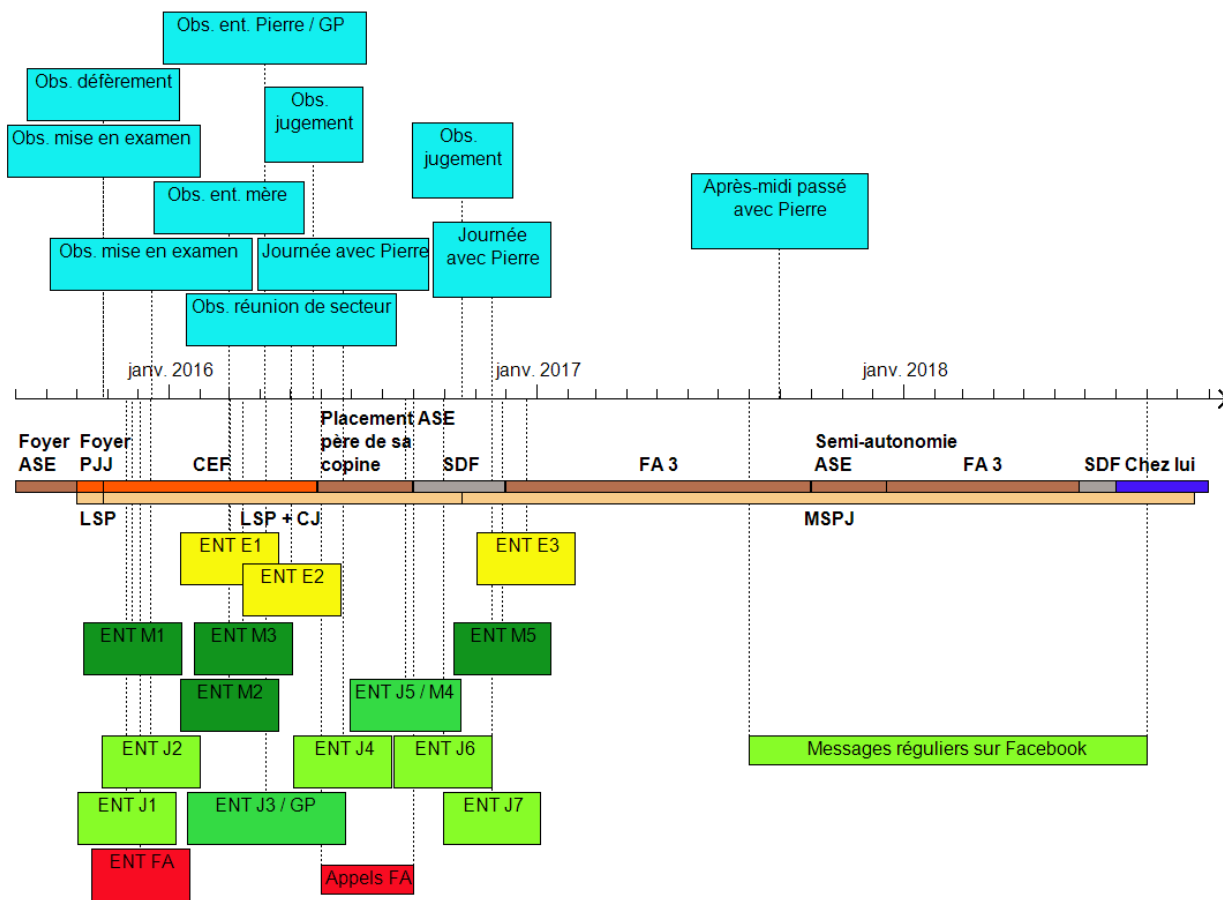 Obs. ent. Pierre / GP
Obs. défèrement
Obs.
jugement
Obs. mise en examen
Obs.
jugement
Obs. ent. mère
Après-midi passé
avec Pierre
Obs. mise en examen
Journée avec Pierre
Journée
avec Pierre
Obs. réunion de secteur
janv. 2016
janv. 2017
janv. 2018
Foyer
ASE
Foyer
PJJ
CEF
Placement ASE
père de sa
copine
SDF
FA 3
Semi-autonomie
ASE
FA 3
SDF
Chez lui
LSP
LSP + CJ
MSPJ
ENT E1
ENT E3
ENT E2
ENT M1
ENT M3
ENT M5
ENT M2
ENT J5 / M4
ENT J2
ENT J4
ENT J6
Messages réguliers sur Facebook
ENT J1
ENT J3 / GP
ENT J7
ENT FA
Appels FA